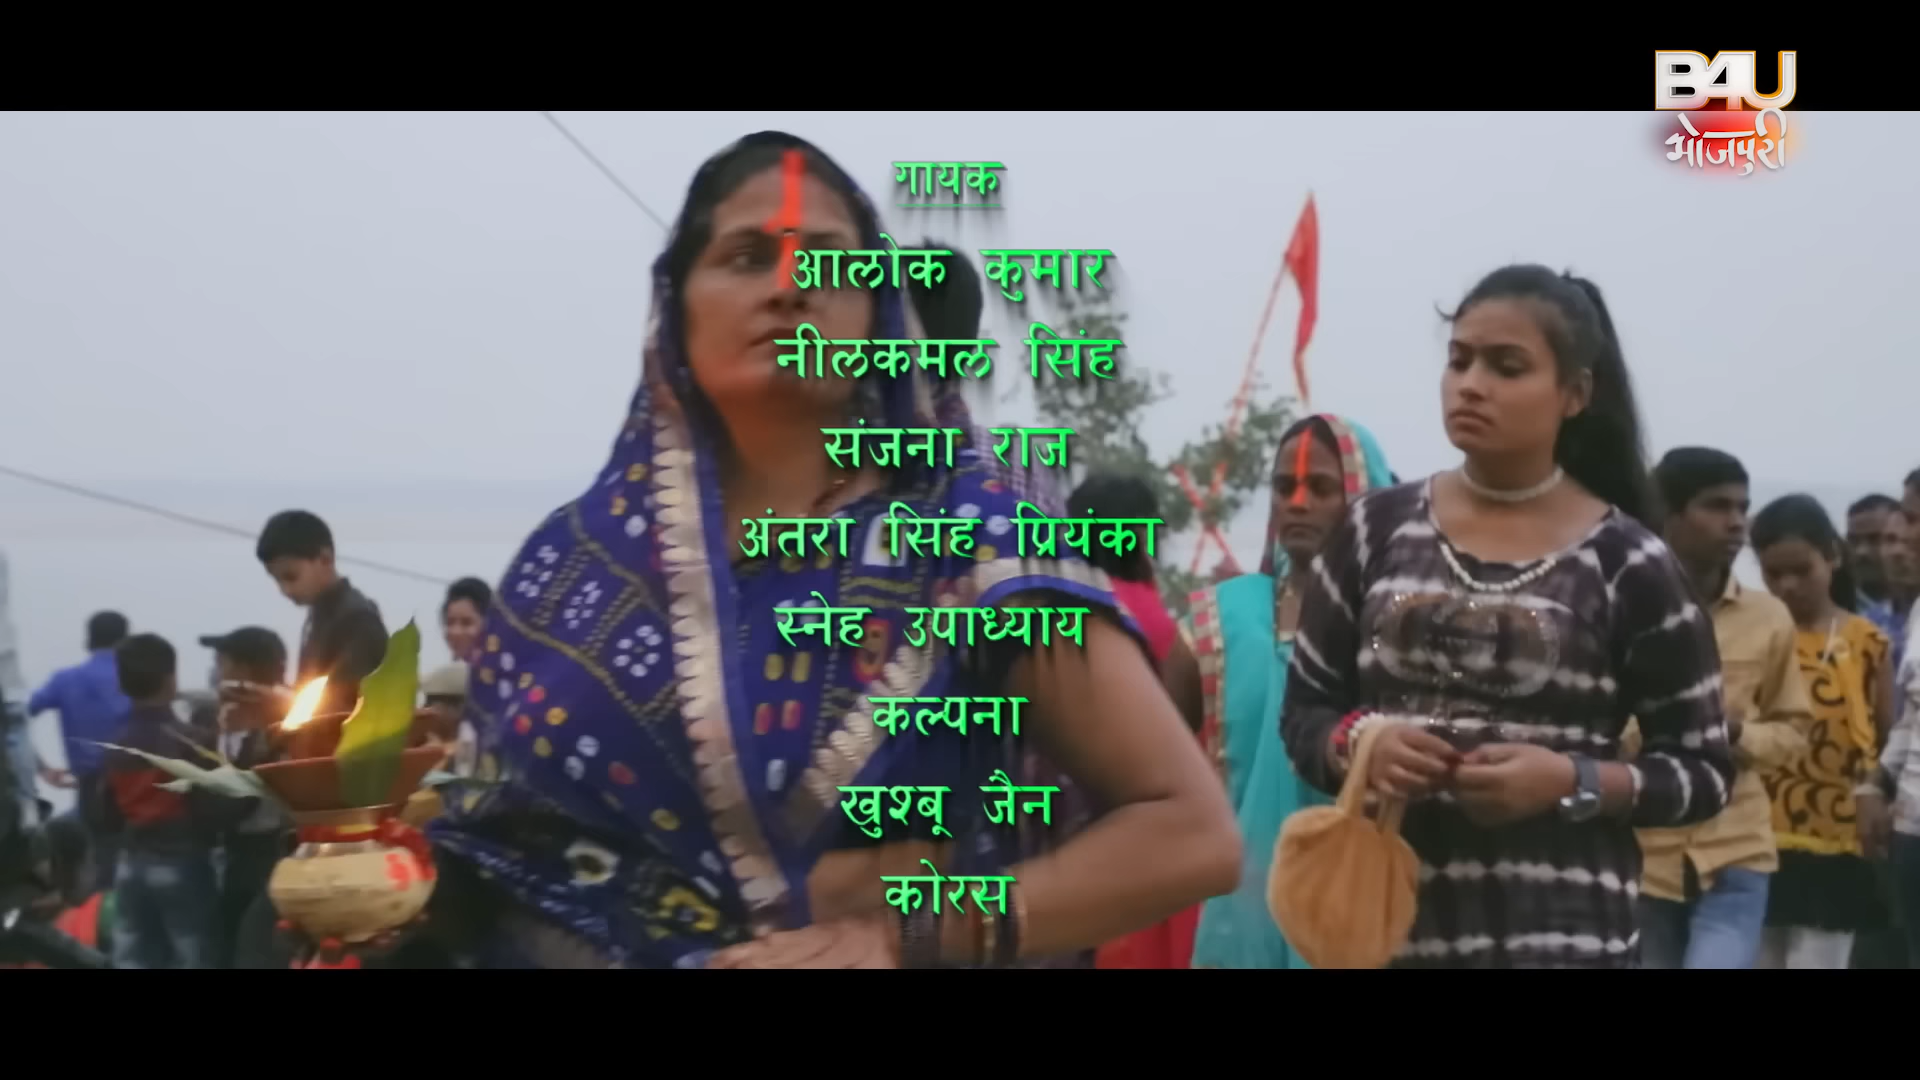 B4U
भोजपुरी
गायक
आलोक कुमार
नीलकमल सिंह
संजना राज
अंतरा सिंह प्रियंका
स्नेह उपाध्याय
कल्पना
खुश्बू जैन
कोरस